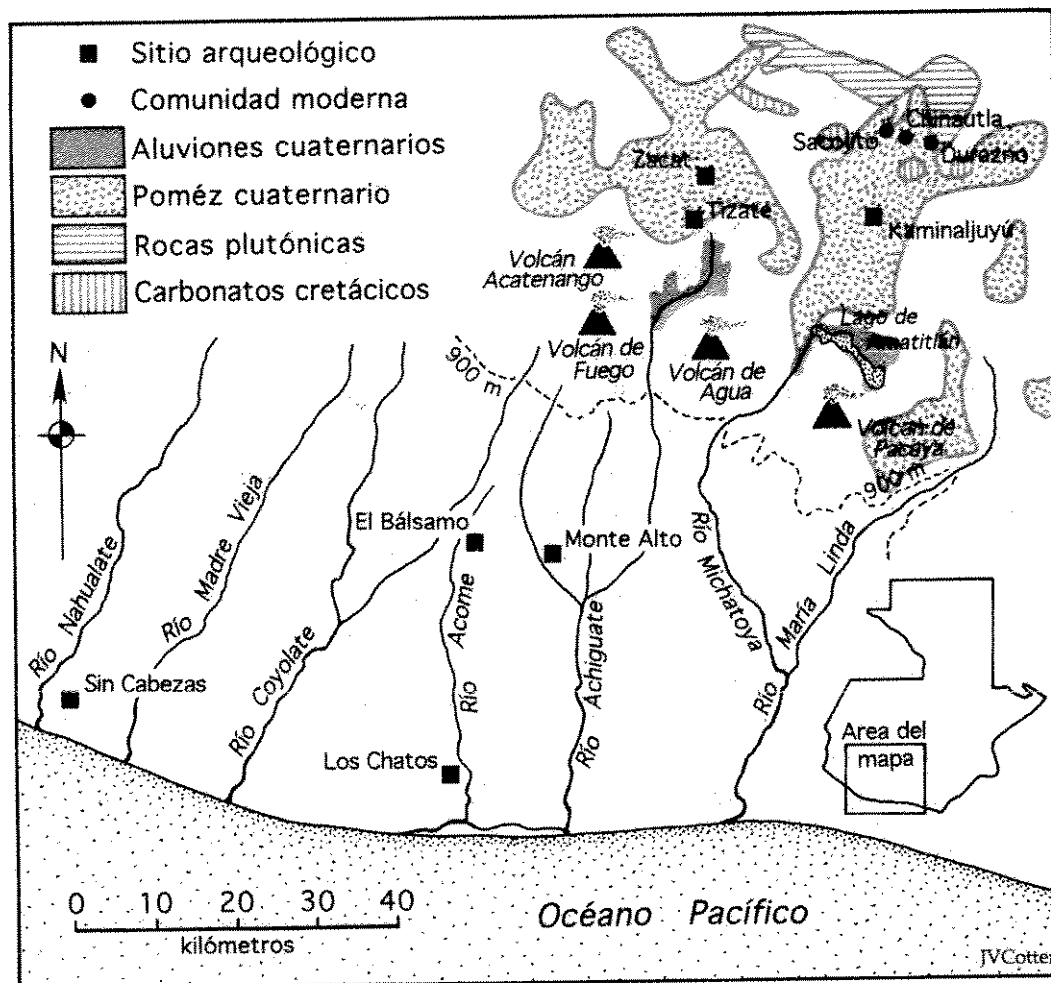 Sitio arqueológico
Comunidad moderna
Aluviones cuaternarios
Poméz cuaternario
Rocas plutónicas
Carbonatos cretácicos
N
Chinautla
Sacojito
Durazno
Zacat
Tizate
Kaminaljuyú
Volcán
Acatenango
Volcán de
Fuego
Volcán de
Agua
Lago de
Amatitlán
Volcán de
Pacaya
900 m
900 m
El Bálsamo
Monte Alto
Sin Cabezas
Los Chatos
Río Nahualate
Río Madre Vieja
Río Coyolate
Río Acome
Río Achiguate
Río Michatoya
Río María Linda
Area del
mapa
0 10 20 30 40
kilómetros
Océano Pacífico
JVCotter